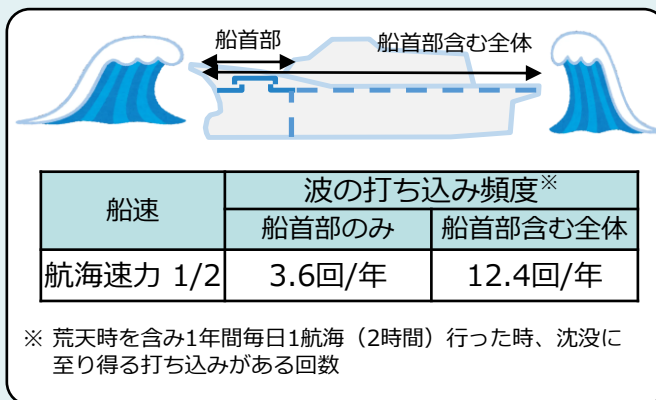 船首部
船首部含む全体
船速
波の打ち込み頻度※
船首部のみ
船首部含む全体
航海速力 1/2
3.6回/年
12.4回/年
※ 荒天時を含み1年間毎日1航海（2時間）行った時、沈没に
至り得る打ち込みがある回数